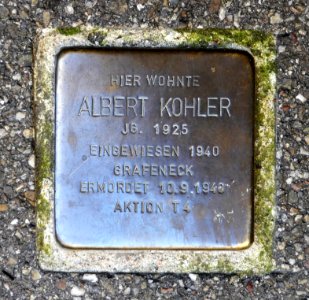 HIER WOHNTE
ALBERT KOHLER
JG. 1925
EINGEWIESEN 1940
GRAFENECK
ERMORDET 10.9.1940
AKTION T4